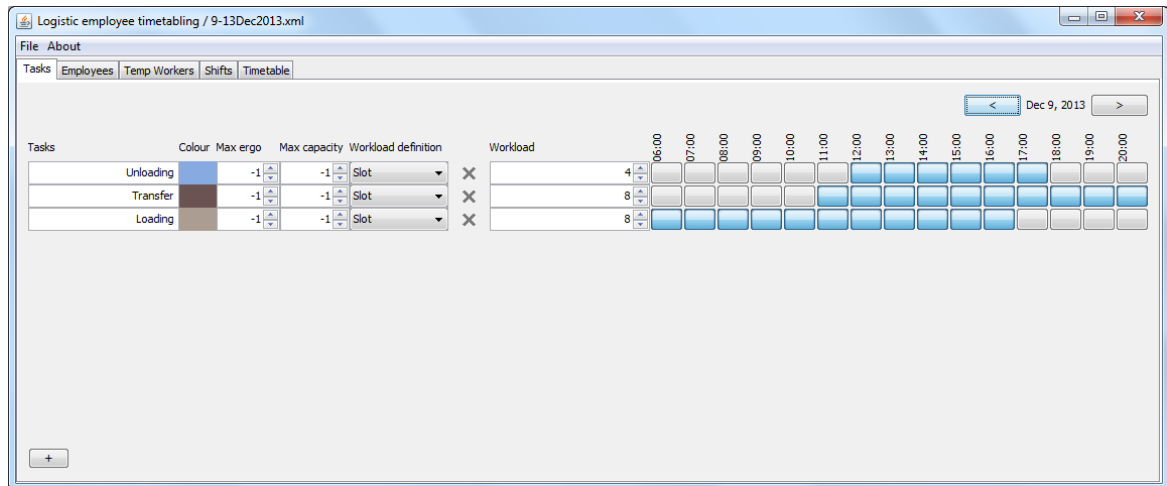 Logistic employee timetabling / 9-13Dec2013.xml
File About
Tasks Employees Temp Workers Shifts Timetable
< Dec 9, 2013 >
Tasks Colour Max ergo Max capacity Workload definition Workload 06:00 07:00 08:00 09:00 10:00 11:00 12:00 13:00 14:00 15:00 16:00 17:00 18:00 19:00 20:00
Unloading -1 -1 Slot 4
Transfer -1 -1 Slot 8
Loading -1 -1 Slot 8
+